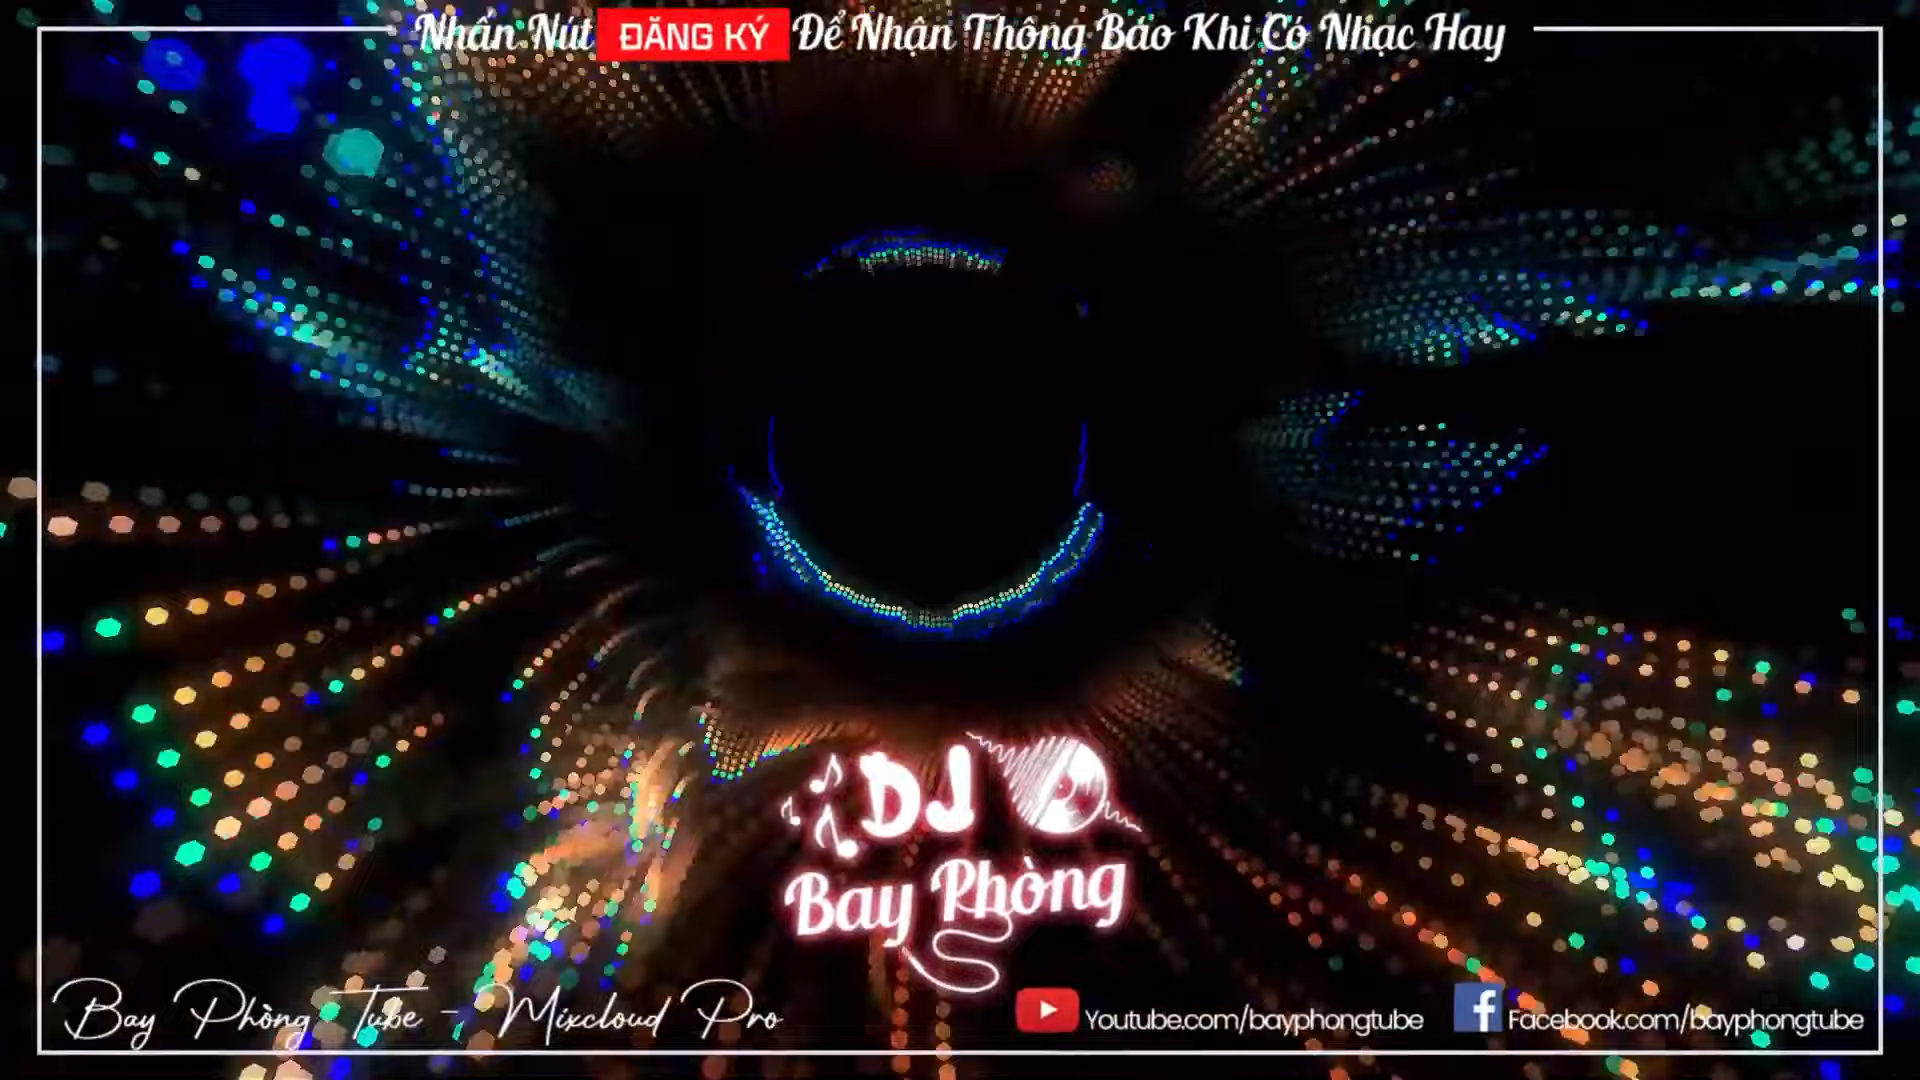 Nhấn Nút ĐĂNG KÝ Để Nhận Thông Báo Khi Có Nhạc Hay
DJ
Bay Phòng
Bay Phòng Tube - Mixcloud Pro
Youtube.com/bayphongtube
Facebook.com/bayphongtube